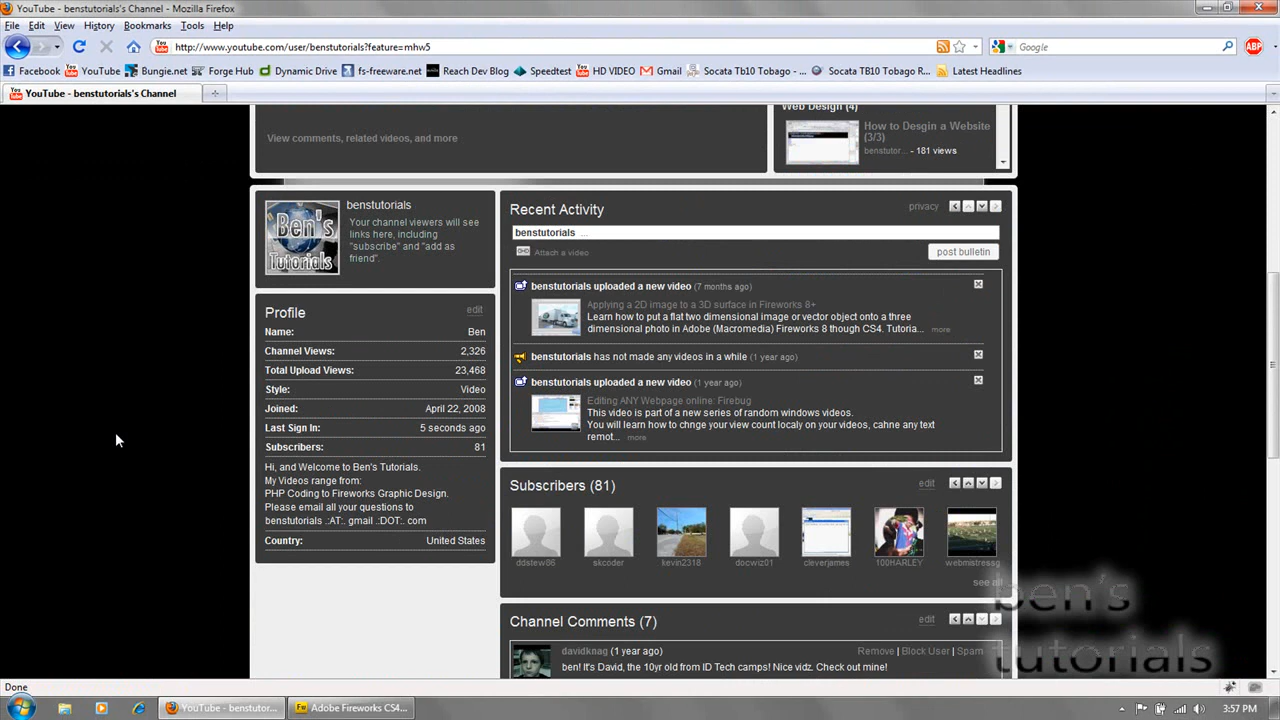 YouTube - benstutorials's Channel - Mozilla Firefox
File Edit View History Bookmarks Tools Help
http://www.youtube.com/user/benstutorials?feature=mhw5
Google
ABP
Facebook YouTube Bungie.net Forge Hub Dynamic Drive fs-freeware.net Reach Dev Blog Speedtest HD VIDEO Gmail Socata Tb10 Tobago - ... Socata TB10 Tobago R... Latest Headlines
YouTube - benstutorials's Channel
Web Design (4)
View comments, related videos, and more
How to Desgin a Website
(3/3)
benstutor... - 181 views
benstutorials
Your channel viewers will see
links here, including
"subscribe" and "add as
friend".
Ben's
Tutorials
Profile
edit
Name: Ben
Channel Views: 2,326
Total Upload Views: 23,468
Style: Video
Joined: April 22, 2008
Last Sign In: 5 seconds ago
Subscribers: 81
Hi, and Welcome to Ben's Tutorials.
My Videos range from:
PHP Coding to Fireworks Graphic Design.
Please email all your questions to
benstutorials .:AT:. gmail .:DOT:. com
Country: United States
Recent Activity
privacy
benstutorials ...
Attach a video
post bulletin
benstutorials uploaded a new video (7 months ago)
Applying a 2D image to a 3D surface in Fireworks 8+
Learn how to put a flat two dimensional image or vector object onto a three
dimensional photo in Adobe (Macromedia) Fireworks 8 though CS4. Tutoria... more
benstutorials has not made any videos in a while (1 year ago)
benstutorials uploaded a new video (1 year ago)
Editing ANY Webpage online: Firebug
This video is part of a new series of random windows videos.
You will learn how to chnge your view count localy on your videos, cahne any text
remot... more
Subscribers (81)
edit
ddstew86 skcoder kevin2318 docwiz01 cleverjames 100HARLEY webmistressg
see all
Channel Comments (7)
edit
davidknag (1 year ago)
Remove | Block User | Spam
ben! It's David, the 10yr old from ID Tech camps! Nice vidz. Check out mine!
ben's
tutorials
Done
YouTube - benstutor...
Adobe Fireworks CS4...
3:57 PM